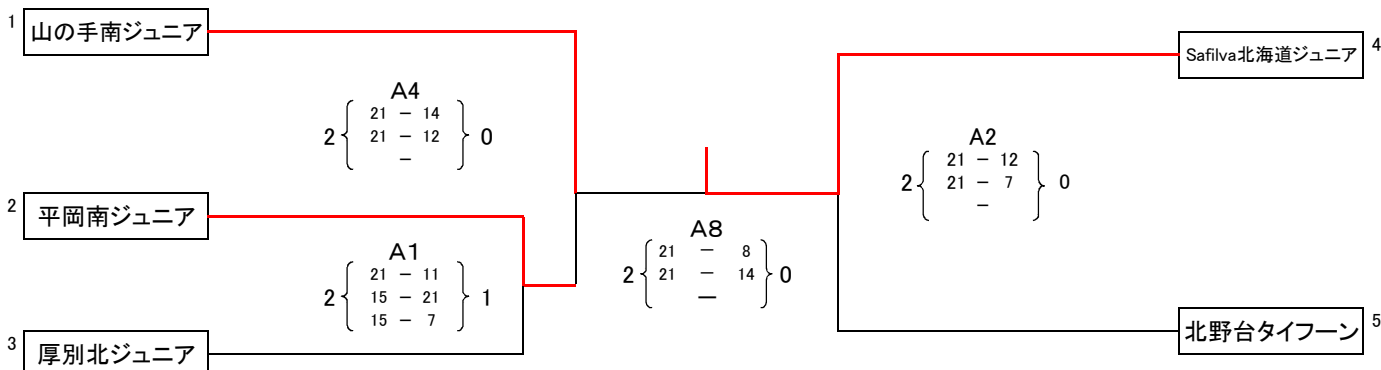 1 山の手南ジュニア
Safilva北海道ジュニア 4
A4
21 − 14
2 21 − 12 0
−
A2
21 − 12
2 21 − 7 0
−
2 平岡南ジュニア
A8
21 − 8
2 21 − 14 0
−
A1
21 − 11
2 15 − 21 1
15 − 7
3 厚別北ジュニア
北野台タイフーン 5